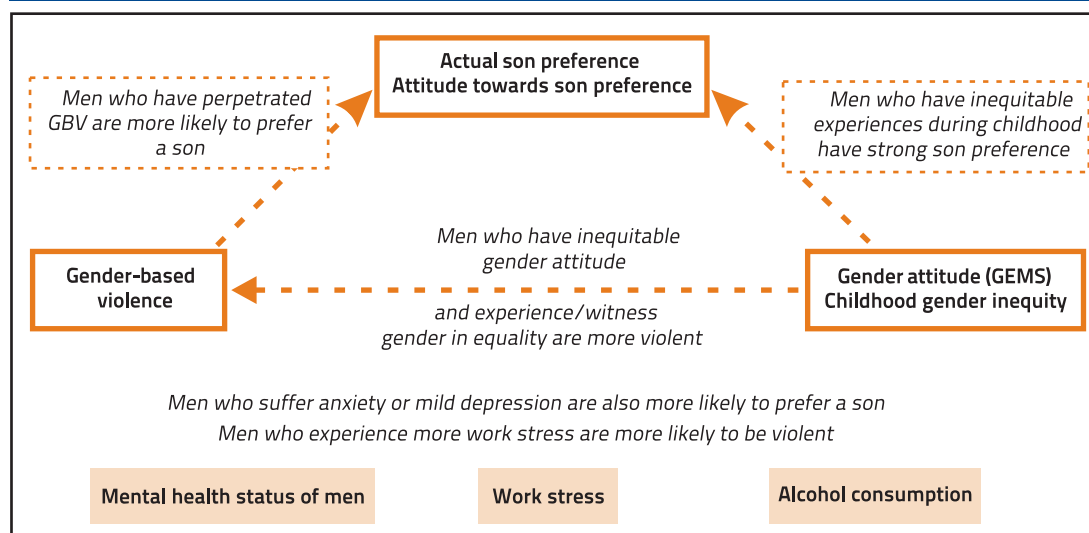 Actual son preference
Attitude towards son preference
Men who have perpetrated
GBV are more likely to prefer
a son
Men who have inequitable
experiences during childhood
have strong son preference
Men who have inequitable
gender attitude
Gender-based
violence
Gender attitude (GEMS)
Childhood gender inequity
and experience/witness
gender in equality are more violent
Men who suffer anxiety or mild depression are also more likely to prefer a son
Men who experience more work stress are more likely to be violent
Mental health status of men
Work stress
Alcohol consumption